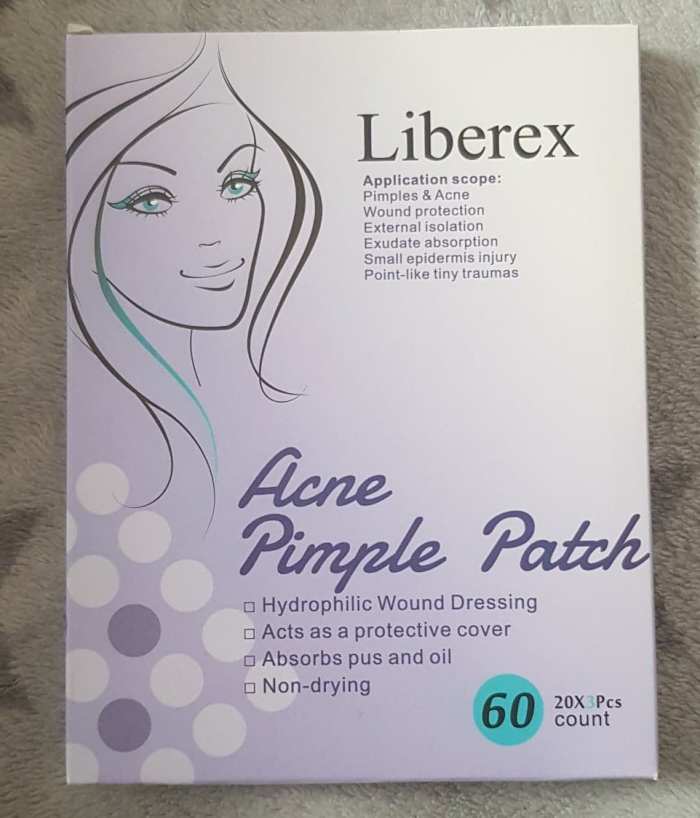 Liberex
Application scope:
Pimples & Acne
Wound protection
External isolation
Exudate absorption
Small epidermis injury
Point-like tiny traumas
Acne
Pimple Patch
□ Hydrophilic Wound Dressing
□ Acts as a protective cover
□ Absorbs pus and oil
□ Non-drying
60
20X3Pcs
count